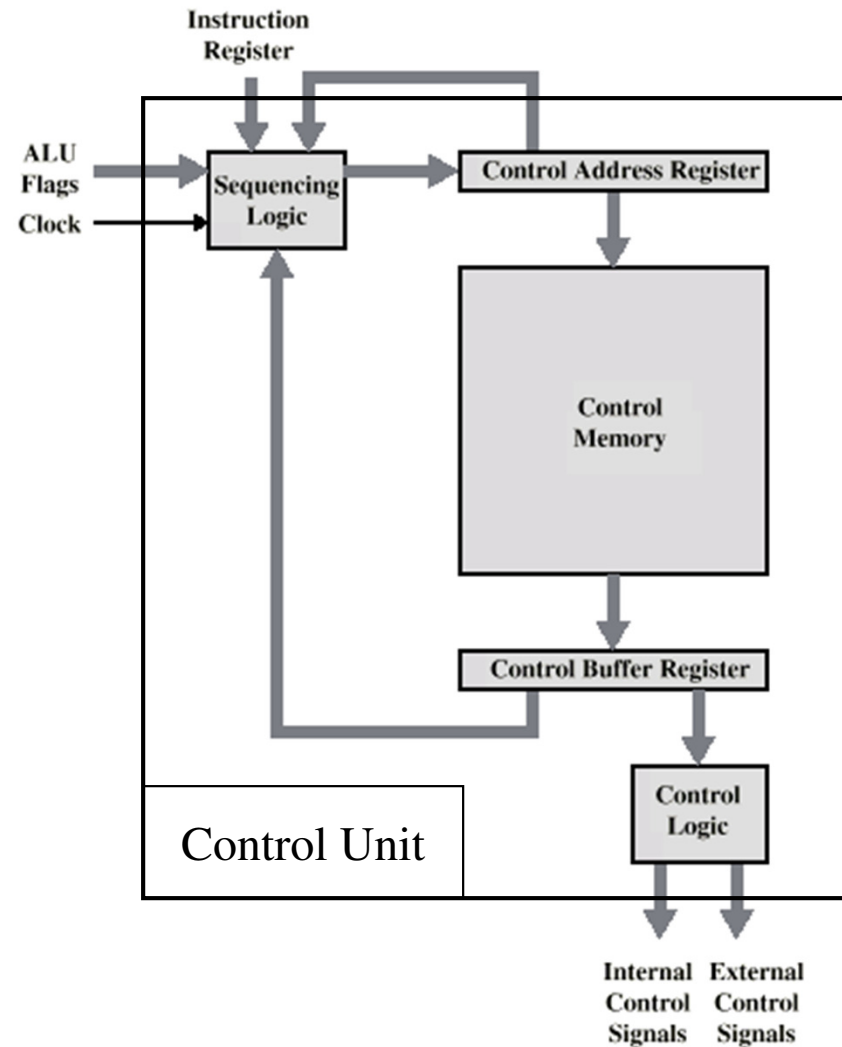 Instruction
Register
ALU
Flags
Clock
Sequencing
Logic
Control Address Register
Control
Memory
Control Buffer Register
Control
Logic
Control Unit
Internal
Control
Signals
External
Control
Signals